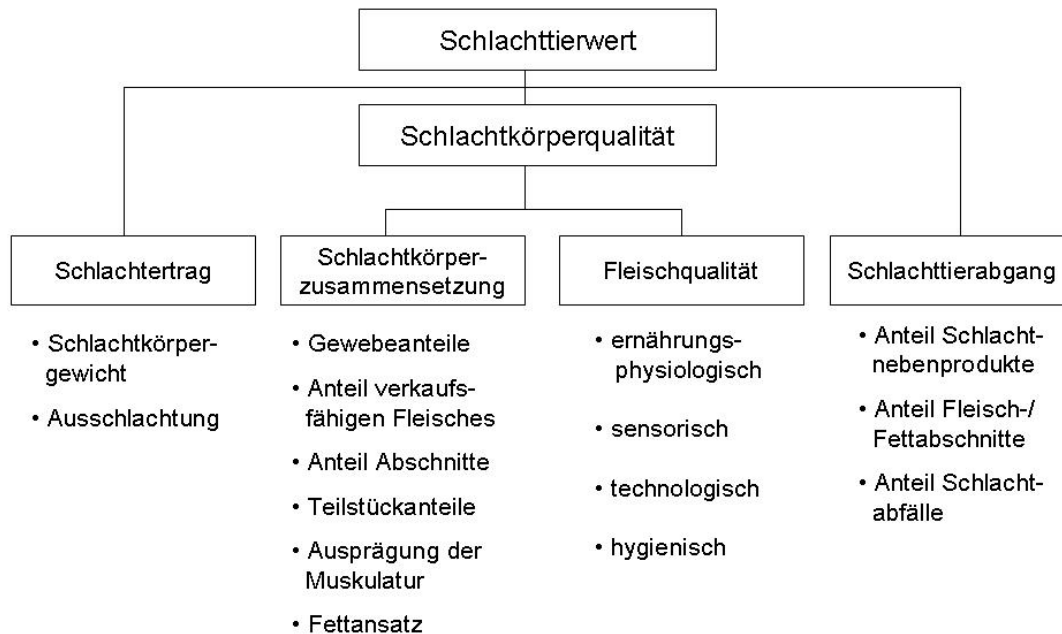 Schlachttierwert
Schlachtkörperqualität
Schlachtertrag
• Schlachtkörper-
gewicht
• Ausschlachtung
Schlachtkörper-
zusammensetzung
• Gewebeanteile
• Anteil verkaufs-
fähigen Fleisches
• Anteil Abschnitte
• Teilstückanteile
• Ausprägung der
Muskulatur
• Fettansatz
Fleischqualität
• ernährungs-
physiologisch
• sensorisch
• technologisch
• hygienisch
Schlachttierabgang
• Anteil Schlacht-
nebenprodukte
• Anteil Fleisch-/
Fettabschnitte
• Anteil Schlacht-
abfälle